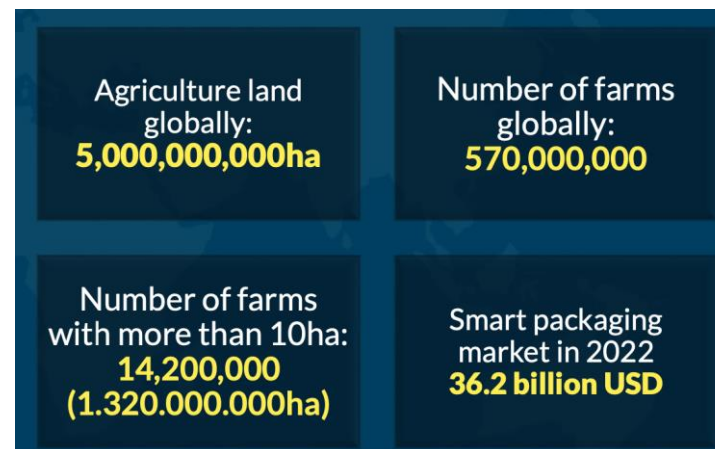 Agriculture land
globally:
5,000,000,000ha
Number of farms
globally:
570,000,000
Number of farms
with more than 10ha:
14,200,000
(1.320.000.000ha)
Smart packaging
market in 2022
36.2 billion USD